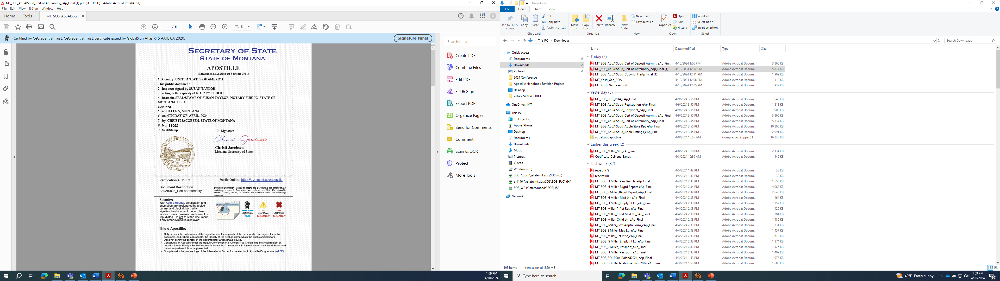 MT_SOS_AbuAlSoud_Cert of Anteriority_eAp_Final (1).pdf (SECURED) - Adobe Acrobat Pro (64-bit)
File Edit View E-Sign Window Help
Home Tools MT_SOS_AbuAlSou... ×
1 / 6 72.1%
Certified by CeCredential Trust, CeCredential Trust, certificate issued by GlobalSign Atlas R45 AATL CA 2020.
Signature Panel
SECRETARY OF STATE
STATE OF MONTANA
APOSTILLE
(Convention de La Haye du 5 octobre 1961)
1. Country: UNITED STATES OF AMERICA
This public document
2. has been signed by SUSAN TAYLOR
3. acting in the capacity of NOTARY PUBLIC
4. bears the SEAL/STAMP OF SUSAN TAYLOR, NOTARY PUBLIC, STATE OF
MONTANA, U.S.A.
Certified
5. at HELENA, MONTANA
6. on 9TH DAY OF APRIL, 2024
7. by CHRISTI JACOBSEN, STATE OF MONTANA
8. No: 11052
9. Seal/Stamp
10. Signature
Christi Jacobsen
Christi Jacobsen
Montana Secretary of State
Verification #: 11052
Verify Online: https://biz.sosmt.gov/apostille
Document Description
AbuAlSoud_Cert of Anteriority
Document Description - serves to append this eApostille to the accompanying
underlying document. Parameters are customer specified. The eApostille
neither confirms, denies, or makes any inference about the underlying
document.
Security:
With Adobe Reader, certification and
encryption are designated by a blue
banner and black ribbon, which
signifies the document has not been
modified since issuance and cannot be
repudiated. Do not trust the document
if any other symbol is displayed:
TRUST
DO NOT TRUST
DO NOT TRUST
This e-Apostille:
• Only certifies the authenticity of the signature and the capacity of the person who has signed the public
document, and, where appropriate, the identity of the seal or stamp which the public official bears.
• Does not certify the content of the document for which it was issued.
• Constitutes an Apostille under the Hague Convention of 5 October 1961 Abolishing the Requirement of
Legalisation for Foreign Public Documents only if the Convention is in force between the United States and
the country where it is to be presented.
• Complies with the proceedings of the International Forum for the electronic Apostille Programme (e-APP).
Search tools
Create PDF
Combine Files
Edit PDF
Fill & Sign
Export PDF
Organize Pages
Send for Comments
Comment
Scan & OCR
Protect
More Tools
1:09 PM
4/10/2024
Downloads
File Home Share View
Pin to Quick access
Copy
Paste
Cut
Copy path
Paste shortcut
Clipboard
Move to
Copy to
Delete
Rename
Organize
New folder
New item
Easy access
New
Properties
Open
Edit
History
Open
Select all
Select none
Invert selection
Select
This PC > Downloads
Search Downloads
Quick access
Documents
Downloads
Pictures
2024 Conference
Apostille Handbook Revision Project
Desktop
e-APP SYMPOSIUM
OneDrive - MT
This PC
3D Objects
Apple iPhone
Desktop
Documents
Downloads
Music
Pictures
Videos
Windows (C:)
SOS_Apps (\\state.mt.ads\SOS) (G:)
ct1146 (\\state.mt.ads\SOS\SOS_EUC) (H:)
SOS_WP (\\state.mt.ads\SOS) (S:)
Network
Name Date modified Type Size
Today (5)
MT_SOS_AbuAlSoud_Cert of Deposit Agrmnt_eAp_Fin... 4/10/2024 1:06 PM Adobe Acrobat Docum... 3,866 KB
MT_SOS_AbuAlSoud_Cert of Anteriority_eAp_Final (1) 4/10/2024 12:32 PM Adobe Acrobat Docum... 5,334 KB
MT_SOS_AbuAlSoud_Copyright_eAp_Final (1) 4/10/2024 12:31 PM Adobe Acrobat Docum... 1,909 KB
MT_Kristi_Gao_POA 4/10/2024 12:06 PM Adobe Acrobat Docum... 410 KB
MT_Kristi_Gao_Passport 4/10/2024 12:05 PM Adobe Acrobat Docum... 937 KB
Yesterday (8)
MT_SOS_Rost_POA_eAp_Final 4/9/2024 3:55 PM Adobe Acrobat Docum... 1,645 KB
MT_SOS_AbuAlSoud_Registration_eAp_Final 4/9/2024 3:55 PM Adobe Acrobat Docum... 1,811 KB
MT_SOS_AbuAlSoud_Copyright_eAp_Final 4/9/2024 3:55 PM Adobe Acrobat Docum... 1,909 KB
MT_SOS_AbuAlSoud_Cert of Deposit Agrmnt_eAp_Final 4/9/2024 3:55 PM Adobe Acrobat Docum... 3,866 KB
MT_SOS_AbuAlSoud_Cert of Anteriority_eAp_Final 4/9/2024 3:55 PM Adobe Acrobat Docum... 5,334 KB
MT_SOS_AbuAlSoud_Apple Store Rpt_eAp_Final 4/9/2024 3:55 PM Adobe Acrobat Docum... 10,805 KB
MT_SOS_AbuAlSoud_Apple Listings_eAp_Final 4/9/2024 3:55 PM Adobe Acrobat Docum... 2,091 KB
abualsoudapostille 4/9/2024 10:55 AM Compressed (zipped) F... 16,235 KB
Earlier this week (2)
MT_SOS_Miller_MC_eAp_Final 4/8/2024 1:19 PM Adobe Acrobat Docum... 2,134 KB
Certificate-DeNene-Sands 4/8/2024 10:30 AM Adobe Acrobat Docum... 145 KB
Last week (32)
receipt (7) 4/5/2024 1:42 PM Adobe Acrobat Docum... 38 KB
receipt (6) 4/5/2024 1:42 PM Adobe Acrobat Docum... 38 KB
MT_SOS_H Miller_Pers Ref Ltr_eAp_Final 4/4/2024 2:34 PM Adobe Acrobat Docum... 1,658 KB
MT_SOS_H Miller_Bkgrd Report_eAp_Final 4/4/2024 2:34 PM Adobe Acrobat Docum... 4,082 KB
MT_SOS_S Miller_Bkgrd Report_eAp_Final 4/4/2024 2:34 PM Adobe Acrobat Docum... 2,640 KB
MT_SOS_H Miller_Med Ltr_eAp_Final 4/4/2024 2:33 PM Adobe Acrobat Docum... 1,464 KB
MT_SOS_H Miller_Emplymt Ltr_eAp_Final 4/4/2024 2:33 PM Adobe Acrobat Docum... 1,357 KB
MT_SOS_Miller_Prf of Res_eAp_Final 4/4/2024 2:33 PM Adobe Acrobat Docum... 1,429 KB
MT_SOS_MIller_Child Med Ltr_eAp_Final 4/4/2024 2:33 PM Adobe Acrobat Docum... 1,381 KB
MT_SOS_MIller_Child Ltr_eAp_Final 4/4/2024 2:33 PM Adobe Acrobat Docum... 1,485 KB
MT_SOS_ Miller_Post Adptn Form_eAp_Final 4/4/2024 2:33 PM Adobe Acrobat Docum... 1,331 KB
MT_SOS_S Miller_Med Ltr_eAp_Final 4/4/2024 2:33 PM Adobe Acrobat Docum... 1,457 KB
MT_SOS_Miller_Ref Ltr 2_eAp_Final 4/4/2024 2:33 PM Adobe Acrobat Docum... 1,670 KB
MT_SOS_ S Miller_Emplymt Ltr_eAp_Final 4/4/2024 2:33 PM Adobe Acrobat Docum... 1,374 KB
MT_SOS_S Miller_ Passport_eAp_Final 4/4/2024 2:33 PM Adobe Acrobat Docum... 1,426 KB
MT_SOS_H Miller_Passport_eAp_Final 4/4/2024 2:33 PM Adobe Acrobat Docum... 1,409 KB
MT_SOS_BOI_POA-Poland2024_eAp_Final 4/3/2024 1:53 PM Adobe Acrobat Docum... 1,973 KB
MT_SOS_BOI_Declaration-Poland2024_eAp_Final 4/3/2024 1:53 PM Adobe Acrobat Docum... 1,688 KB
193 items 1 item selected 5.20 MB
Type here to search
49°F Partly sunny
1:09 PM
4/10/2024
20